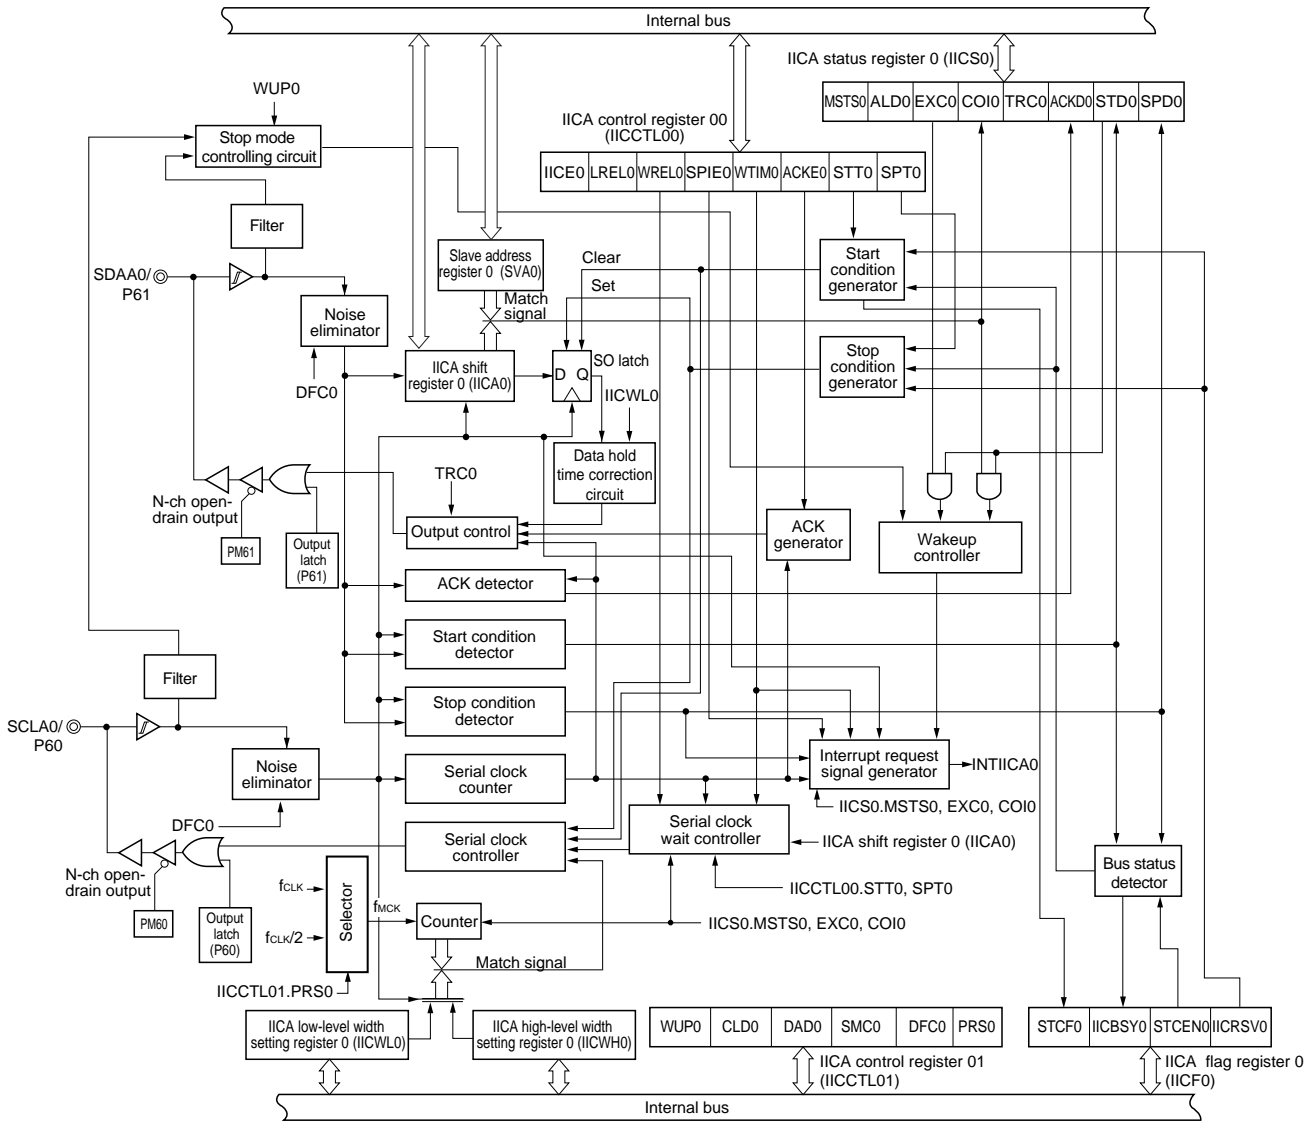 Internal bus
IICA status register 0 (IICS0)
WUP0
MSTS0 ALD0 EXC0 COI0 TRC0 ACKD0 STD0 SPD0
IICA control register 00
(IICCTL00)
Stop mode
controlling circuit
IICE0 LREL0 WREL0 SPIE0 WTIM0 ACKE0 STT0 SPT0
Filter
Slave address
register 0 (SVA0)
Clear
Start
condition
generator
SDAA0/
P61
Set
Match
signal
Noise
eliminator
DFC0
IICA shift
register 0 (IICA0)
D Q
SO latch
Stop
condition
generator
IICWL0
Data hold
time correction
circuit
TRC0
N-ch open-
drain output
PM61
Output
latch
(P61)
Output control
ACK
generator
Wakeup
controller
ACK detector
Start condition
detector
Filter
Stop condition
detector
SCLA0/
P60
Noise
eliminator
Serial clock
counter
Interrupt request
signal generator
INTIICA0
IICS0.MSTS0, EXC0, COI0
DFC0
Serial clock
controller
Serial clock
wait controller
IICA shift register 0 (IICA0)
N-ch open-
drain output
PM60
Output
latch
(P60)
Bus status
detector
IICCTL00.STT0, SPT0
fCLK
fCLK/2
Selector
fMCK
Counter
IICS0.MSTS0, EXC0, COI0
Match signal
IICCTL01.PRS0
IICA low-level width
setting register 0 (IICWL0)
IICA high-level width
setting register 0 (IICWH0)
WUP0 CLD0 DAD0 SMC0 DFC0 PRS0
STCF0 IICBSY0 STCEN0 IICRSV0
IICA control register 01
(IICCTL01)
IICA flag register 0
(IICF0)
Internal bus